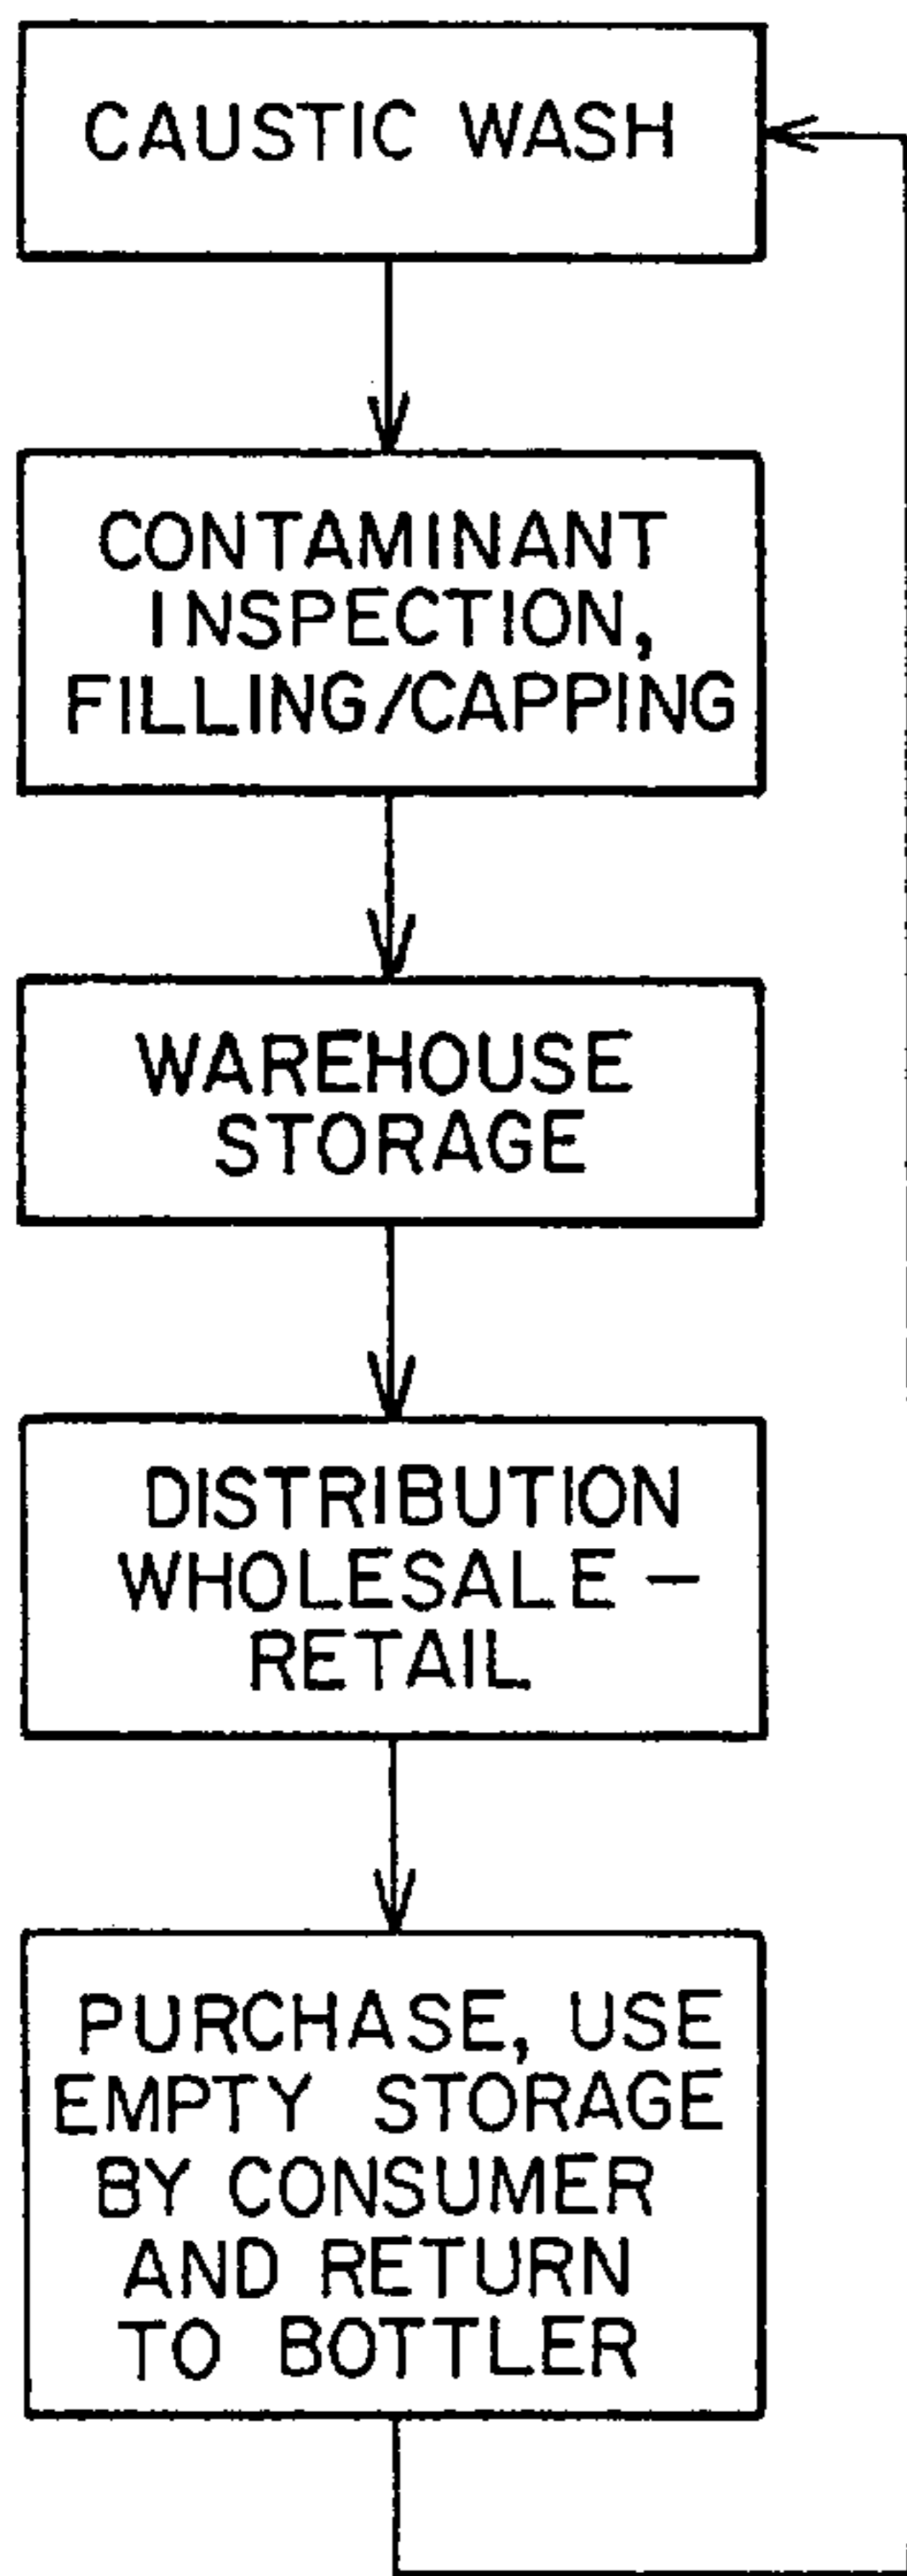 CAUSTIC WASH
CONTAMINANT
INSPECTION,
FILLING/CAPPING
WAREHOUSE
STORAGE
DISTRIBUTION
WHOLESALE –
RETAIL
PURCHASE, USE
EMPTY STORAGE
BY CONSUMER
AND RETURN
TO BOTTLER